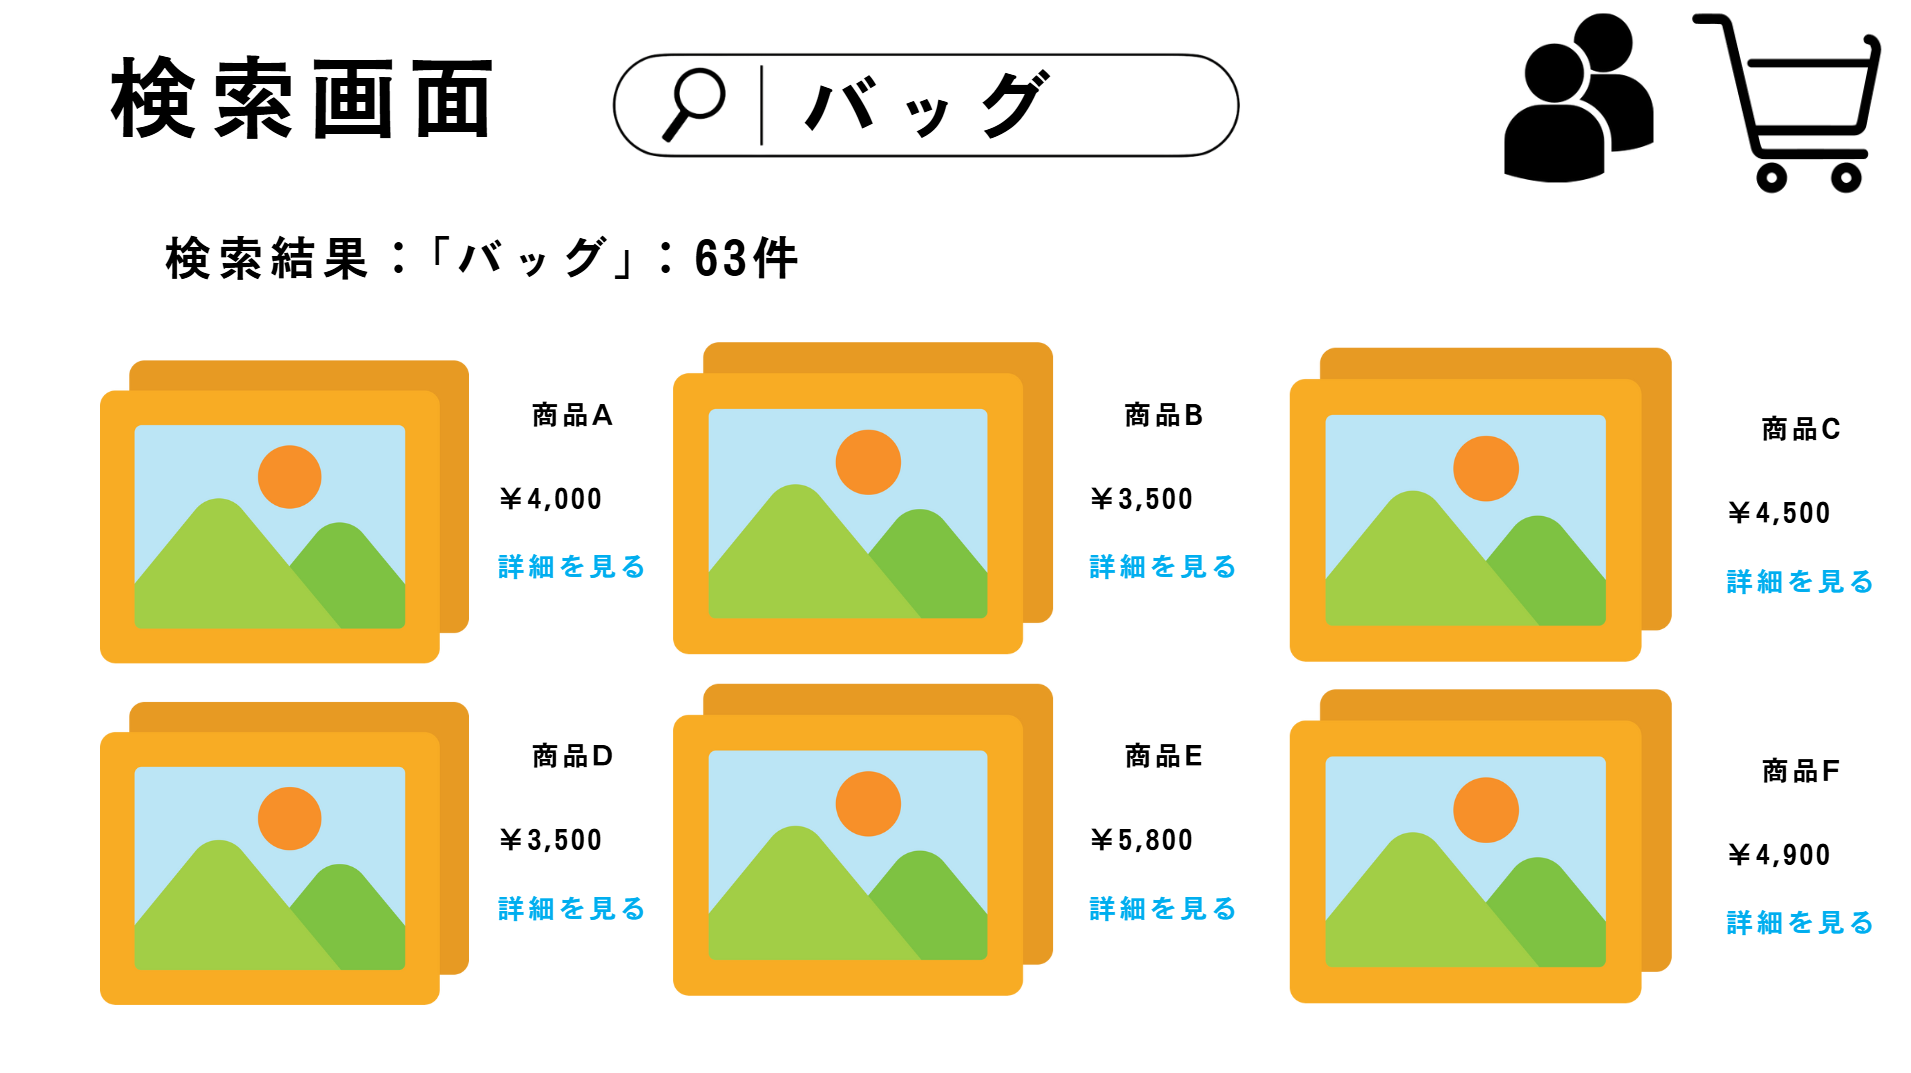 検索画面
バッグ
検索結果：「バッグ」：63件
商品A
￥4,000
詳細を見る
商品B
￥3,500
詳細を見る
商品C
￥4,500
詳細を見る
商品D
￥3,500
詳細を見る
商品E
￥5,800
詳細を見る
商品F
￥4,900
詳細を見る